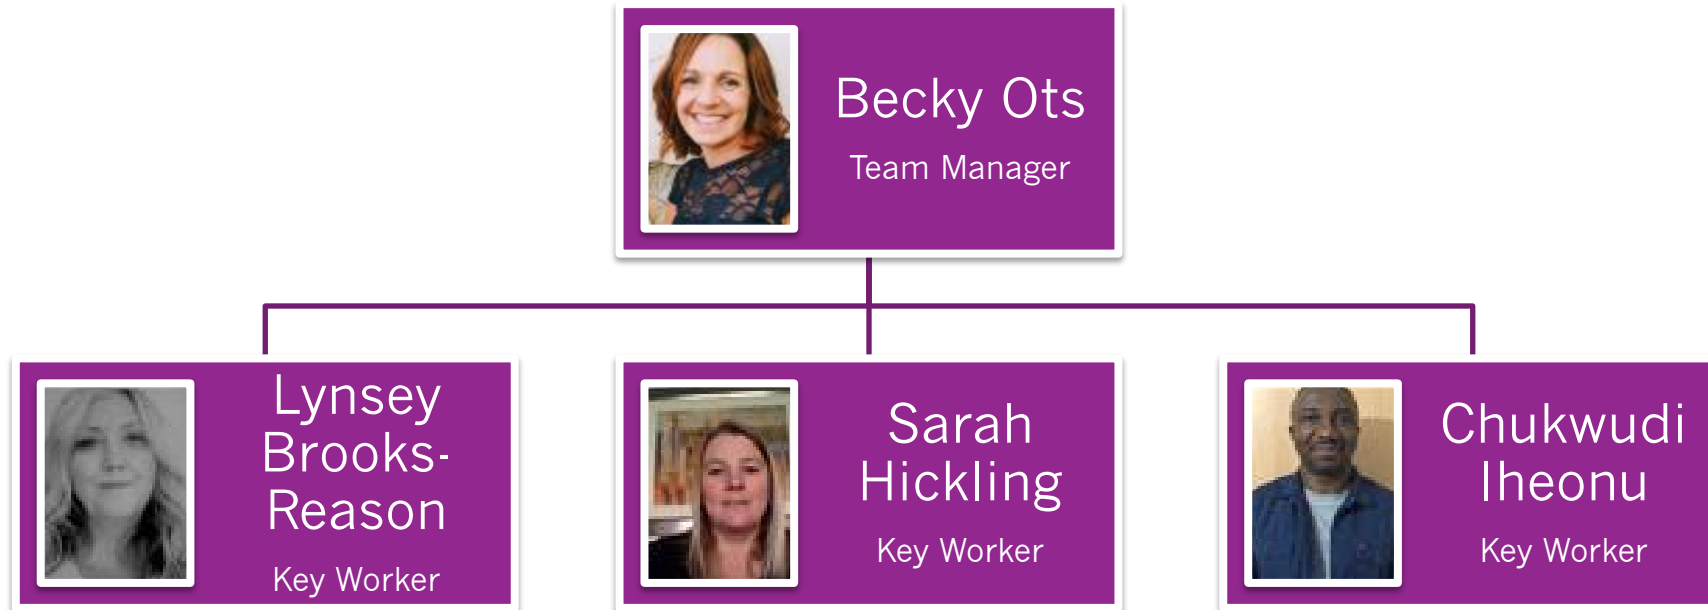 Becky Ots
Team Manager
Lynsey
Brooks-
Reason
Key Worker
Sarah
Hickling
Key Worker
Chukwudi
Iheonu
Key Worker